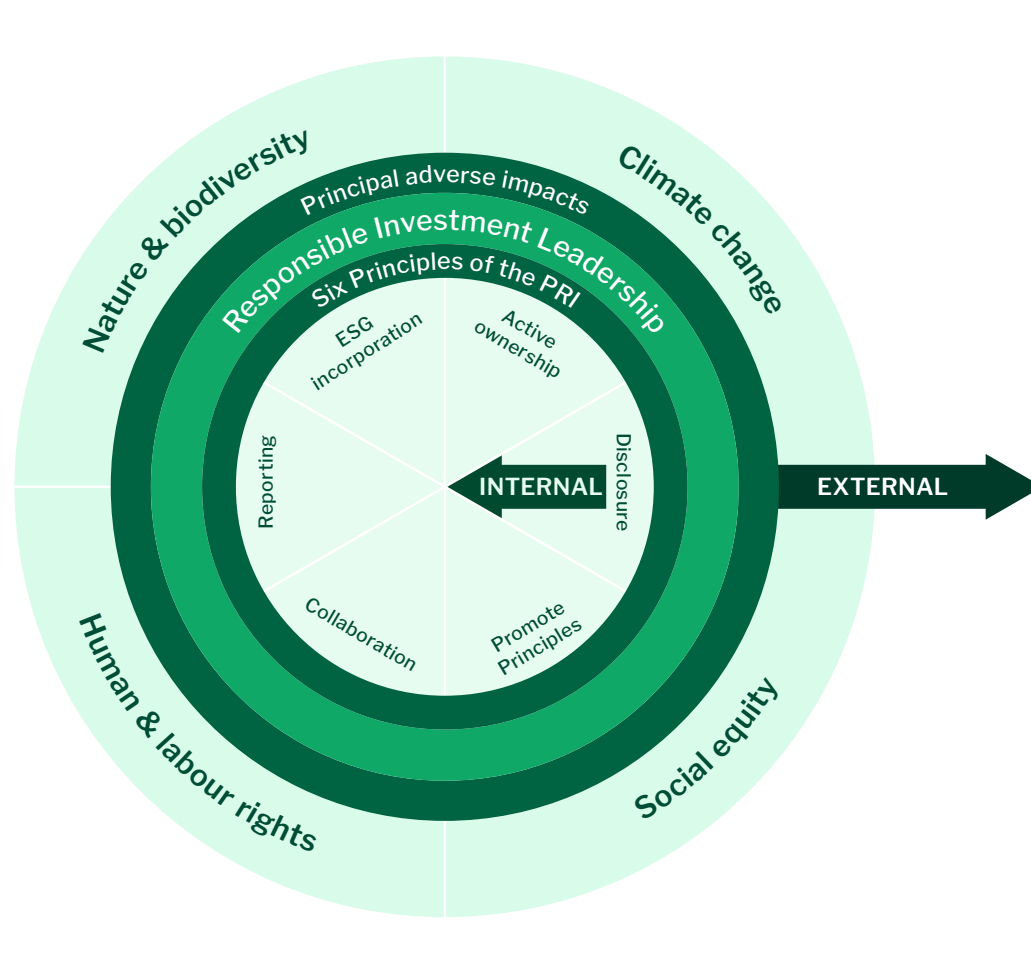 Nature & biodiversity
Climate change
Principal adverse impacts
Responsible Investment Leadership
Six Principles of the PRI
ESG
incorporation
Active
ownership
Reporting
Disclosure
INTERNAL
EXTERNAL
Collaboration
Promote
Principles
Human & labour rights
Social equity